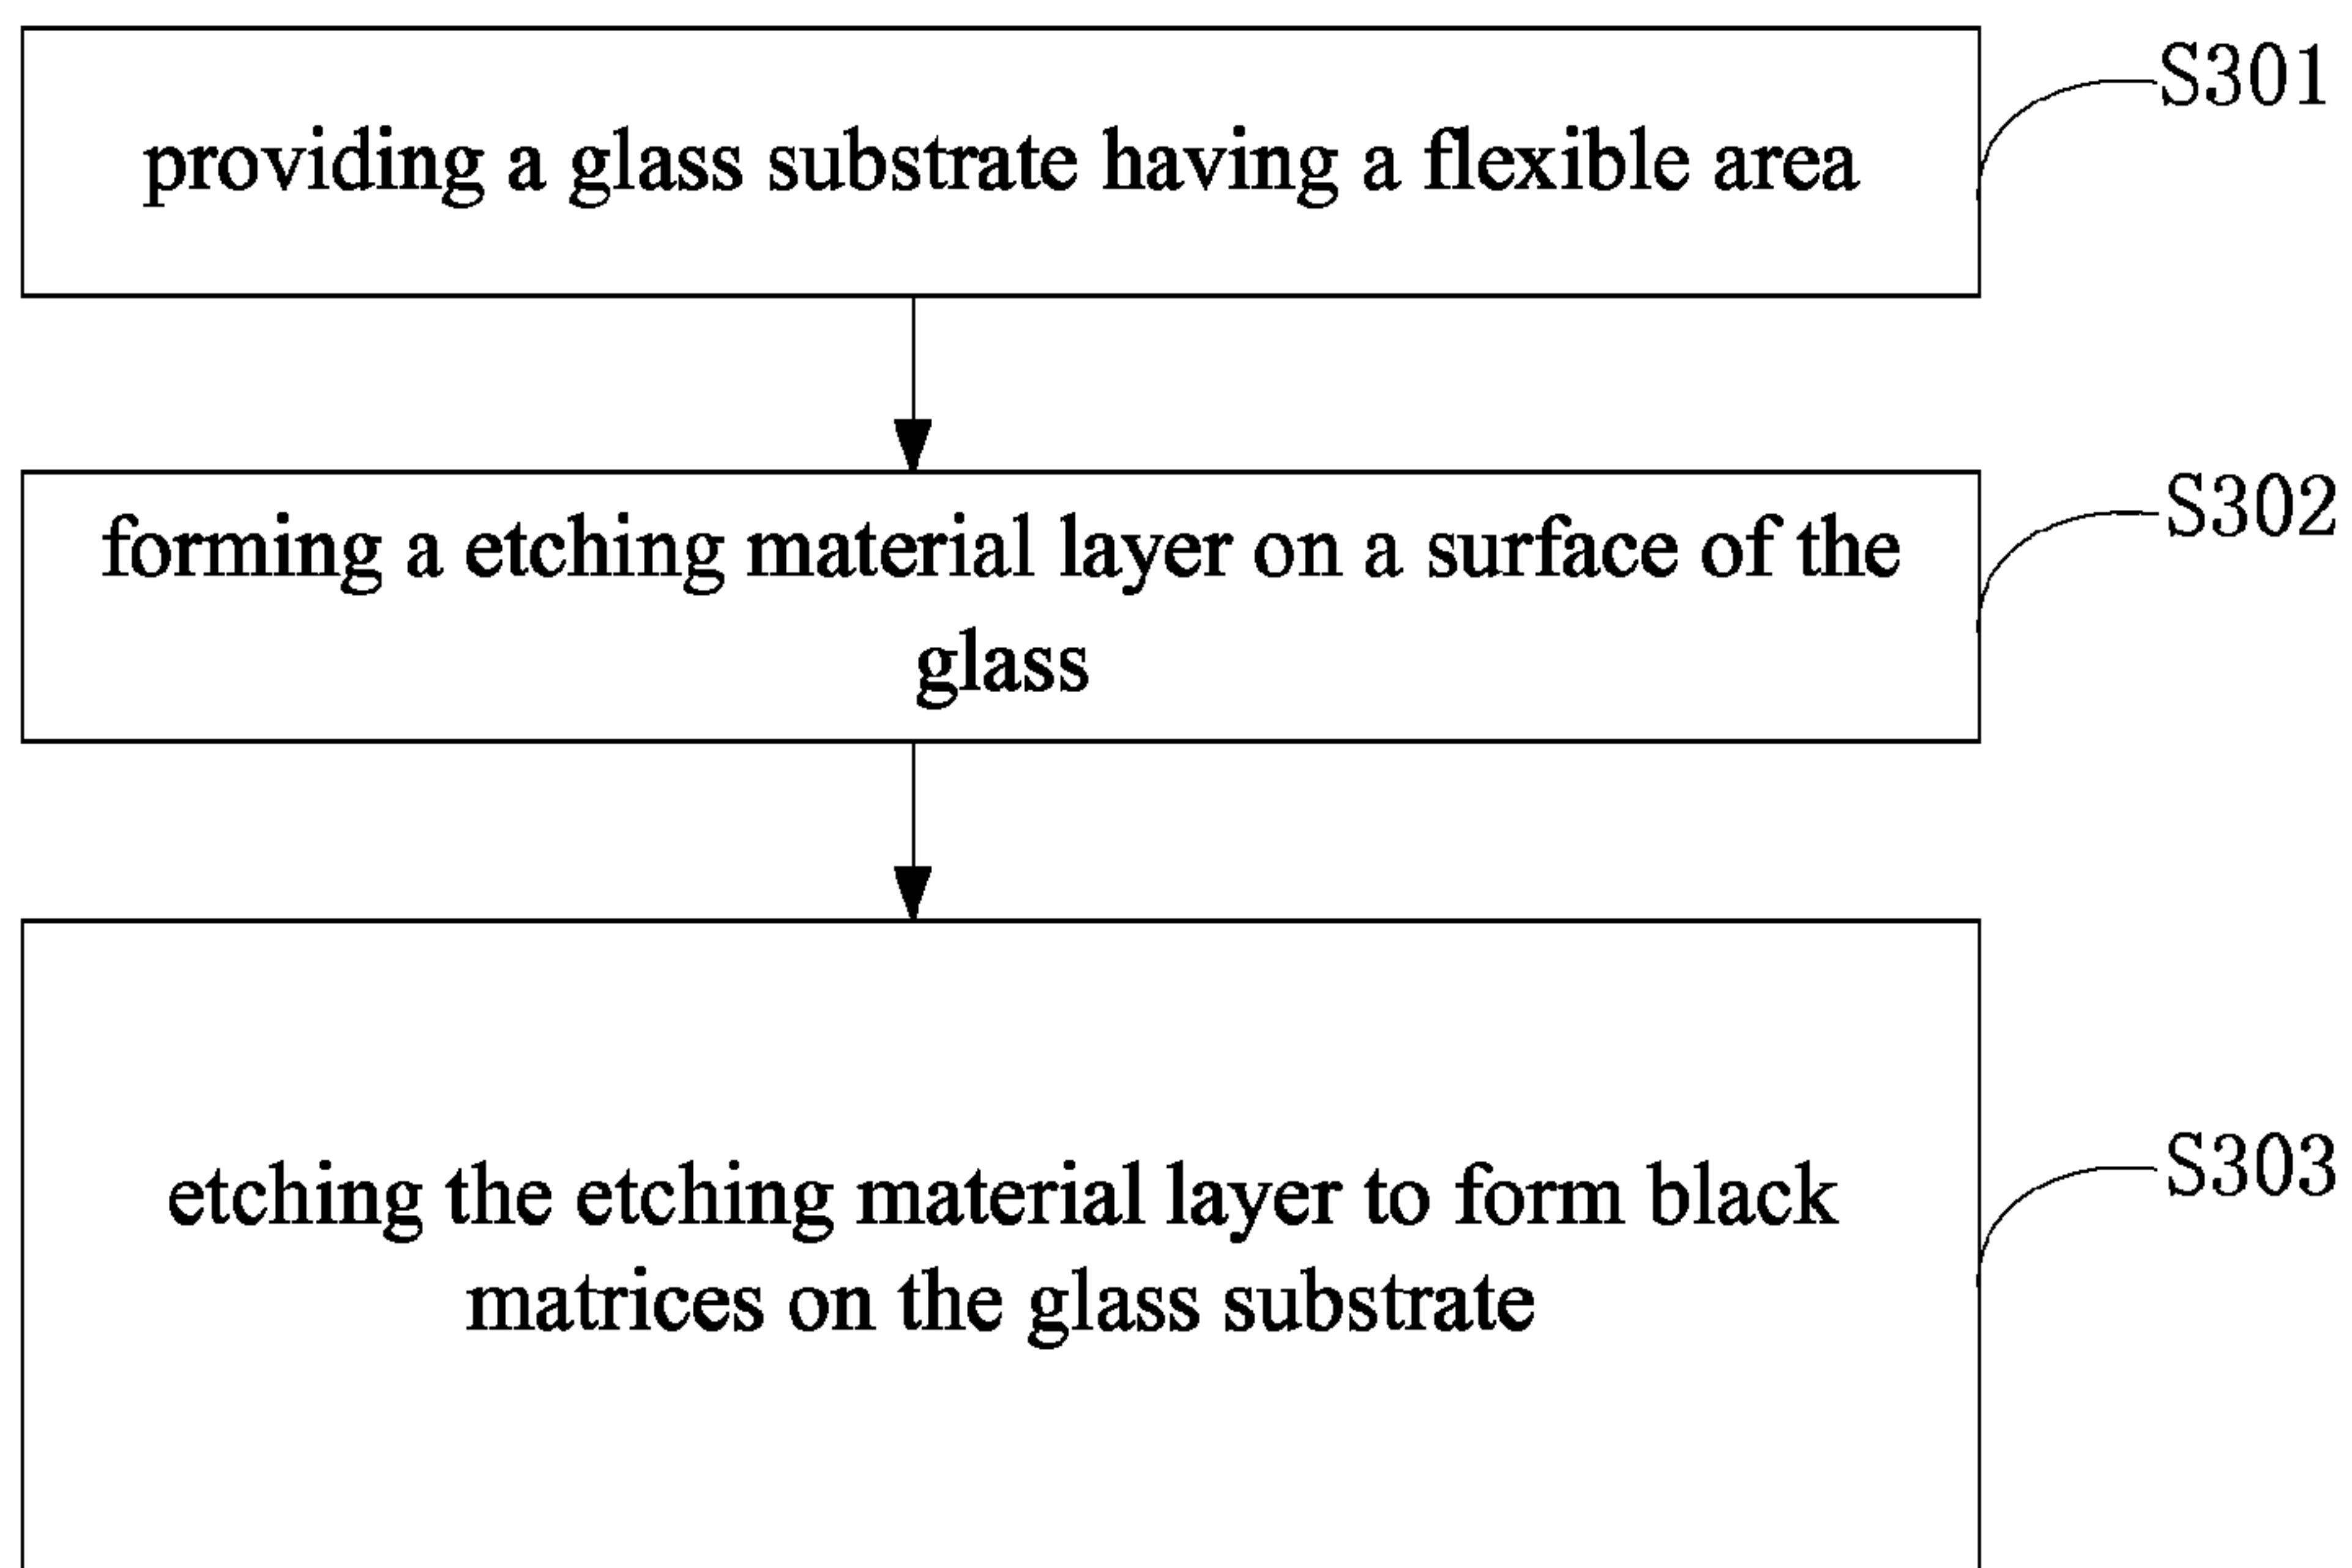 S301
providing a glass substrate having a flexible area
S302
forming a etching material layer on a surface of the
glass
S303
etching the etching material layer to form black
matrices on the glass substrate